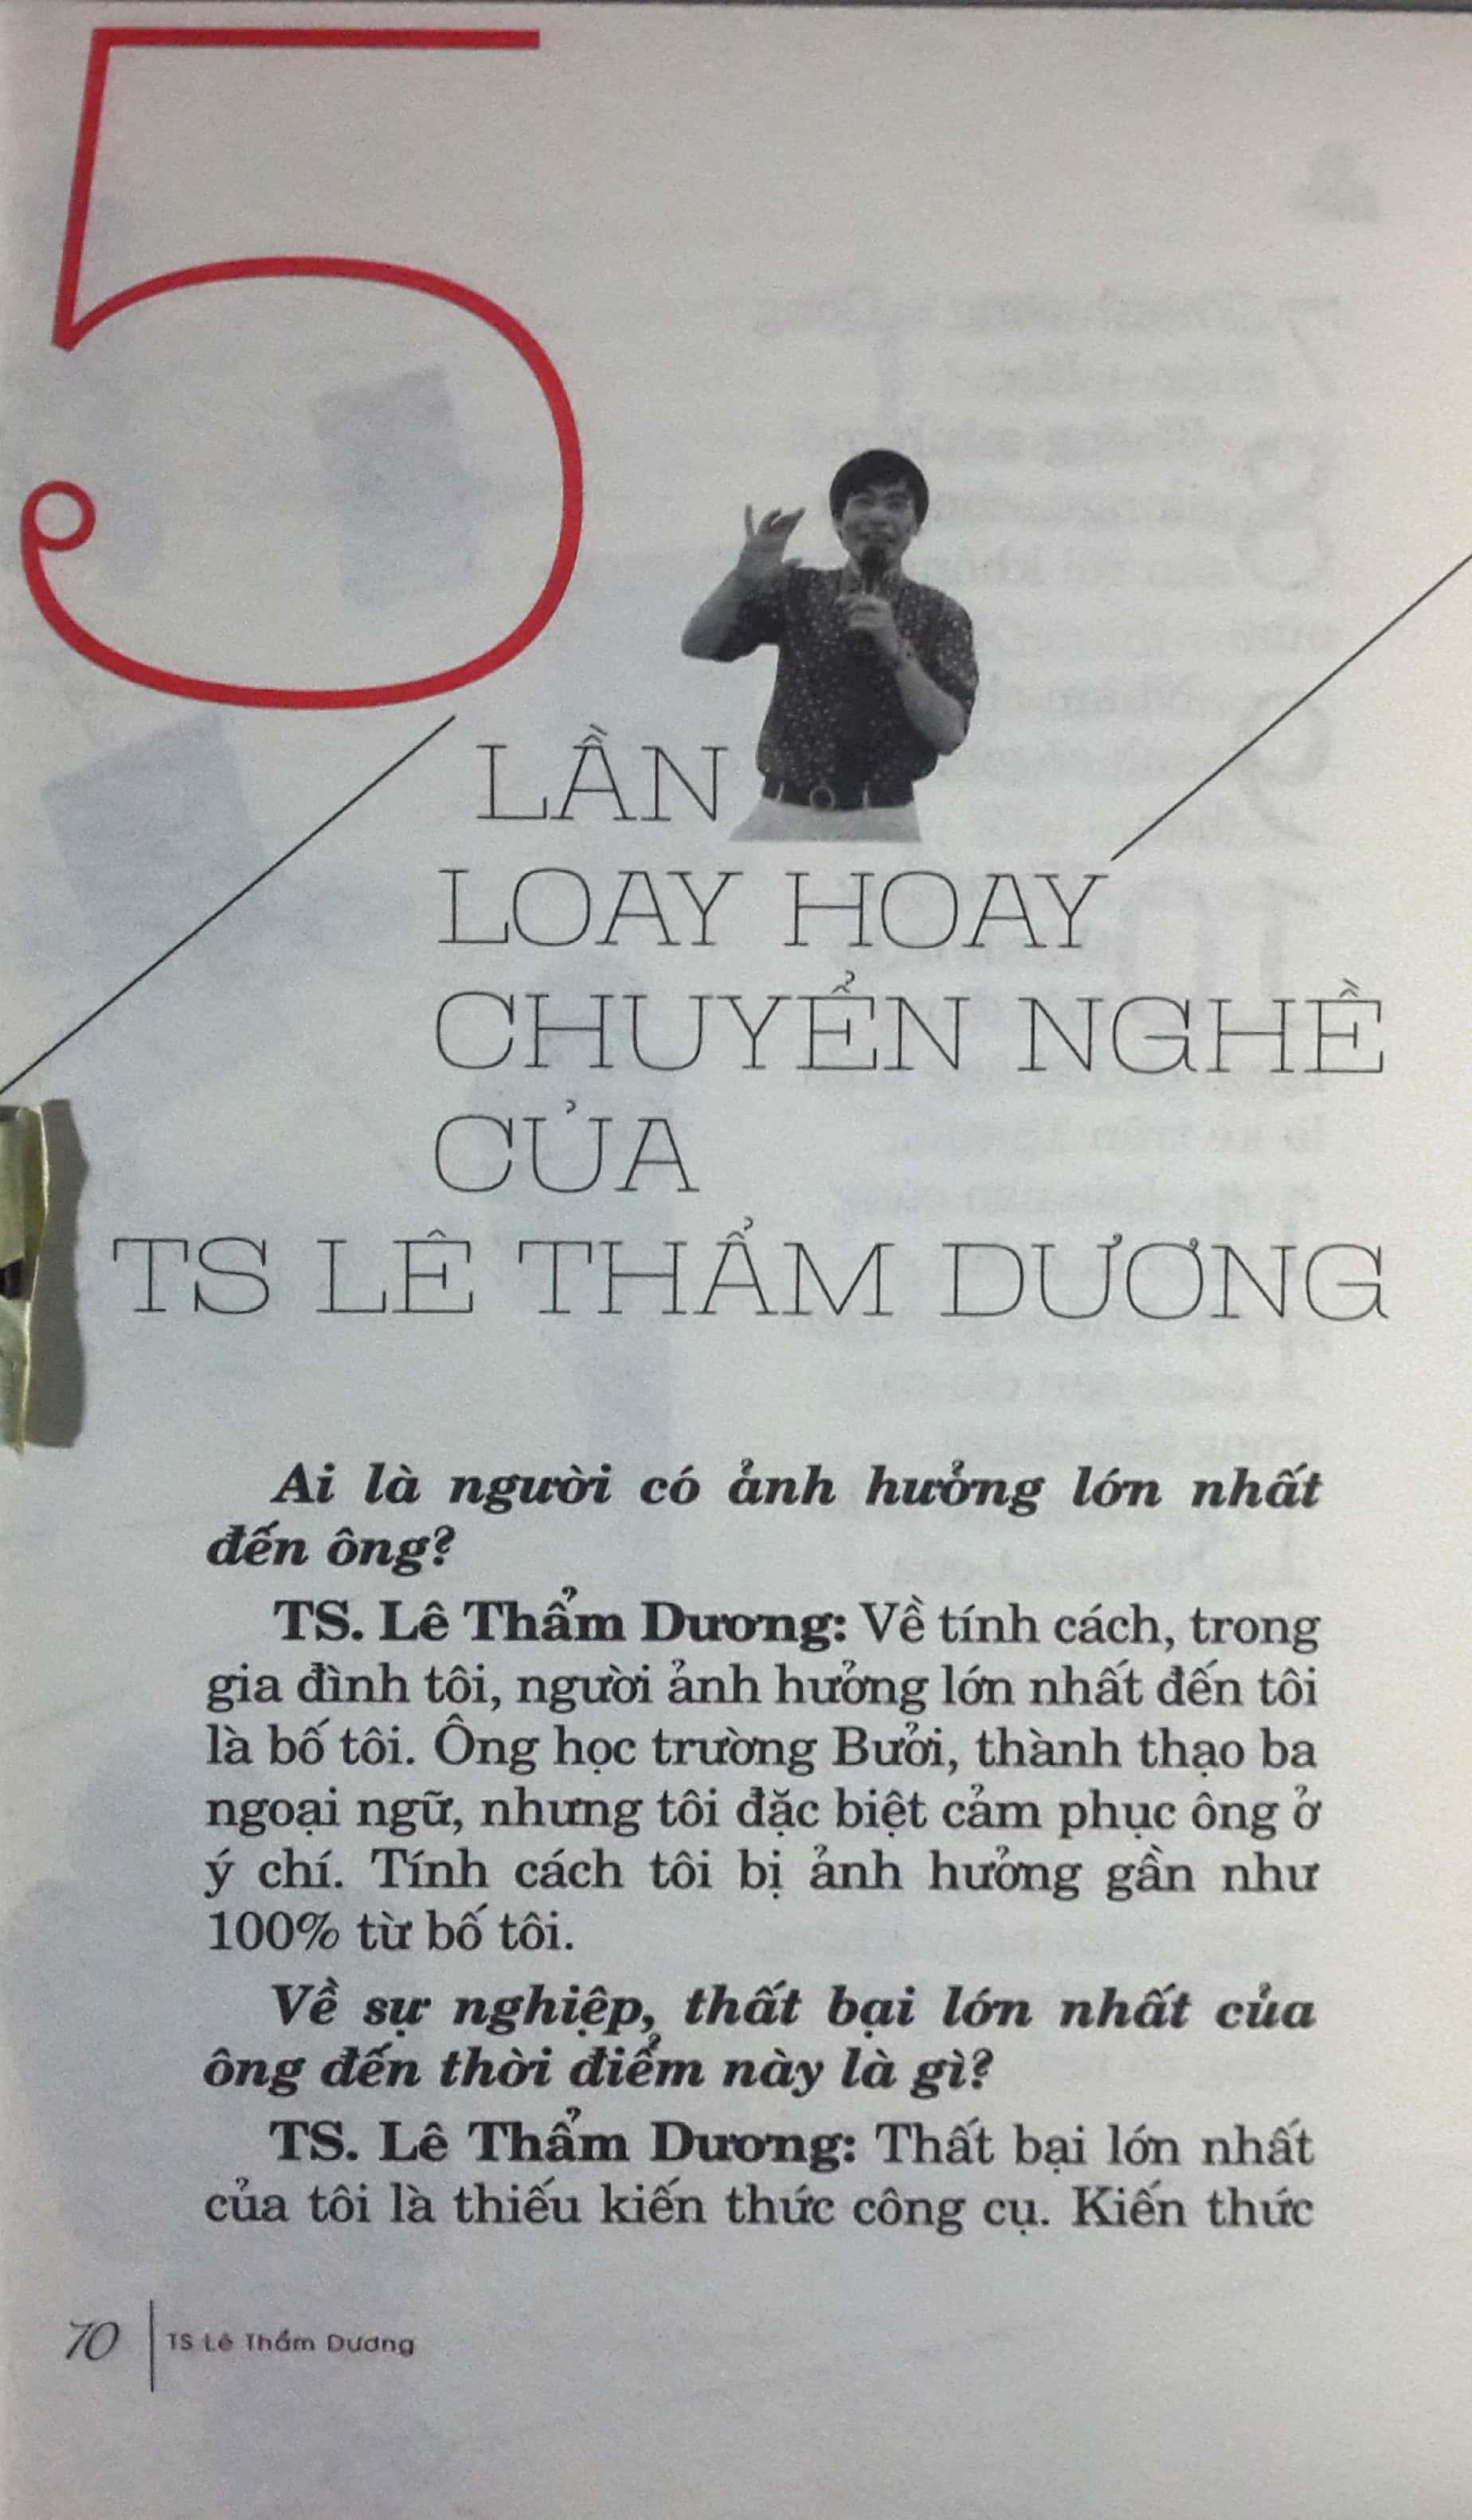 5
LẦN
LOAY HOAY
CHUYỂN NGHỀ
CỦA
TS LÊ THẨM DƯƠNG
Ai là người có ảnh hưởng lớn nhất
đến ông?
TS. Lê Thẩm Dương: Về tính cách, trong
gia đình tôi, người ảnh hưởng lớn nhất đến tôi
là bố tôi. Ông học trường Bưởi, thành thạo ba
ngoại ngữ, nhưng tôi đặc biệt cảm phục ông ở
ý chí. Tính cách tôi bị ảnh hưởng gần như
100% từ bố tôi.
Về sự nghiệp, thất bại lớn nhất của
ông đến thời điểm này là gì?
TS. Lê Thẩm Dương: Thất bại lớn nhất
của tôi là thiếu kiến thức công cụ. Kiến thức
70 | TS Lê Thẩm Dương